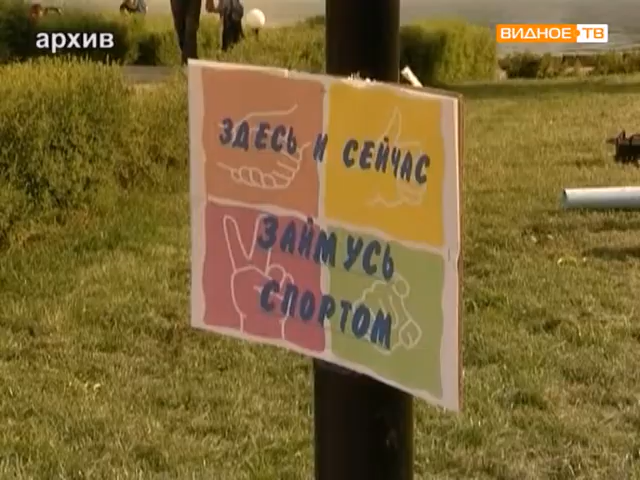 архив
ВИДНОЕ ТВ
ЗДЕСЬ И СЕЙЧАС
ЗАЙМУСЬ
СПОРТОМ